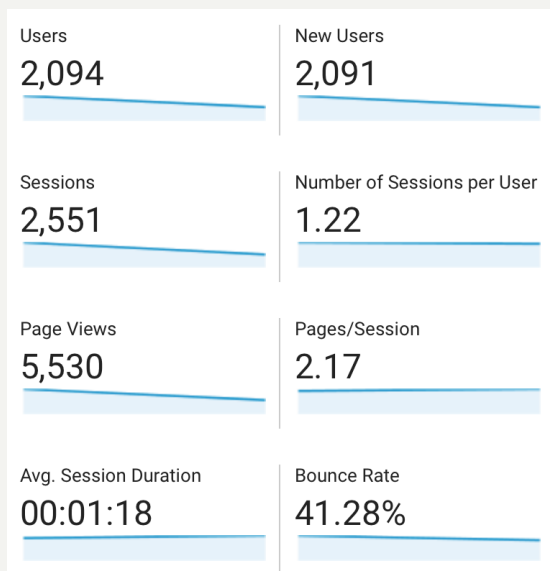 Users
2,094
New Users
2,091
Sessions
2,551
Number of Sessions per User
1.22
Page Views
5,530
Pages/Session
2.17
Avg. Session Duration
00:01:18
Bounce Rate
41.28%